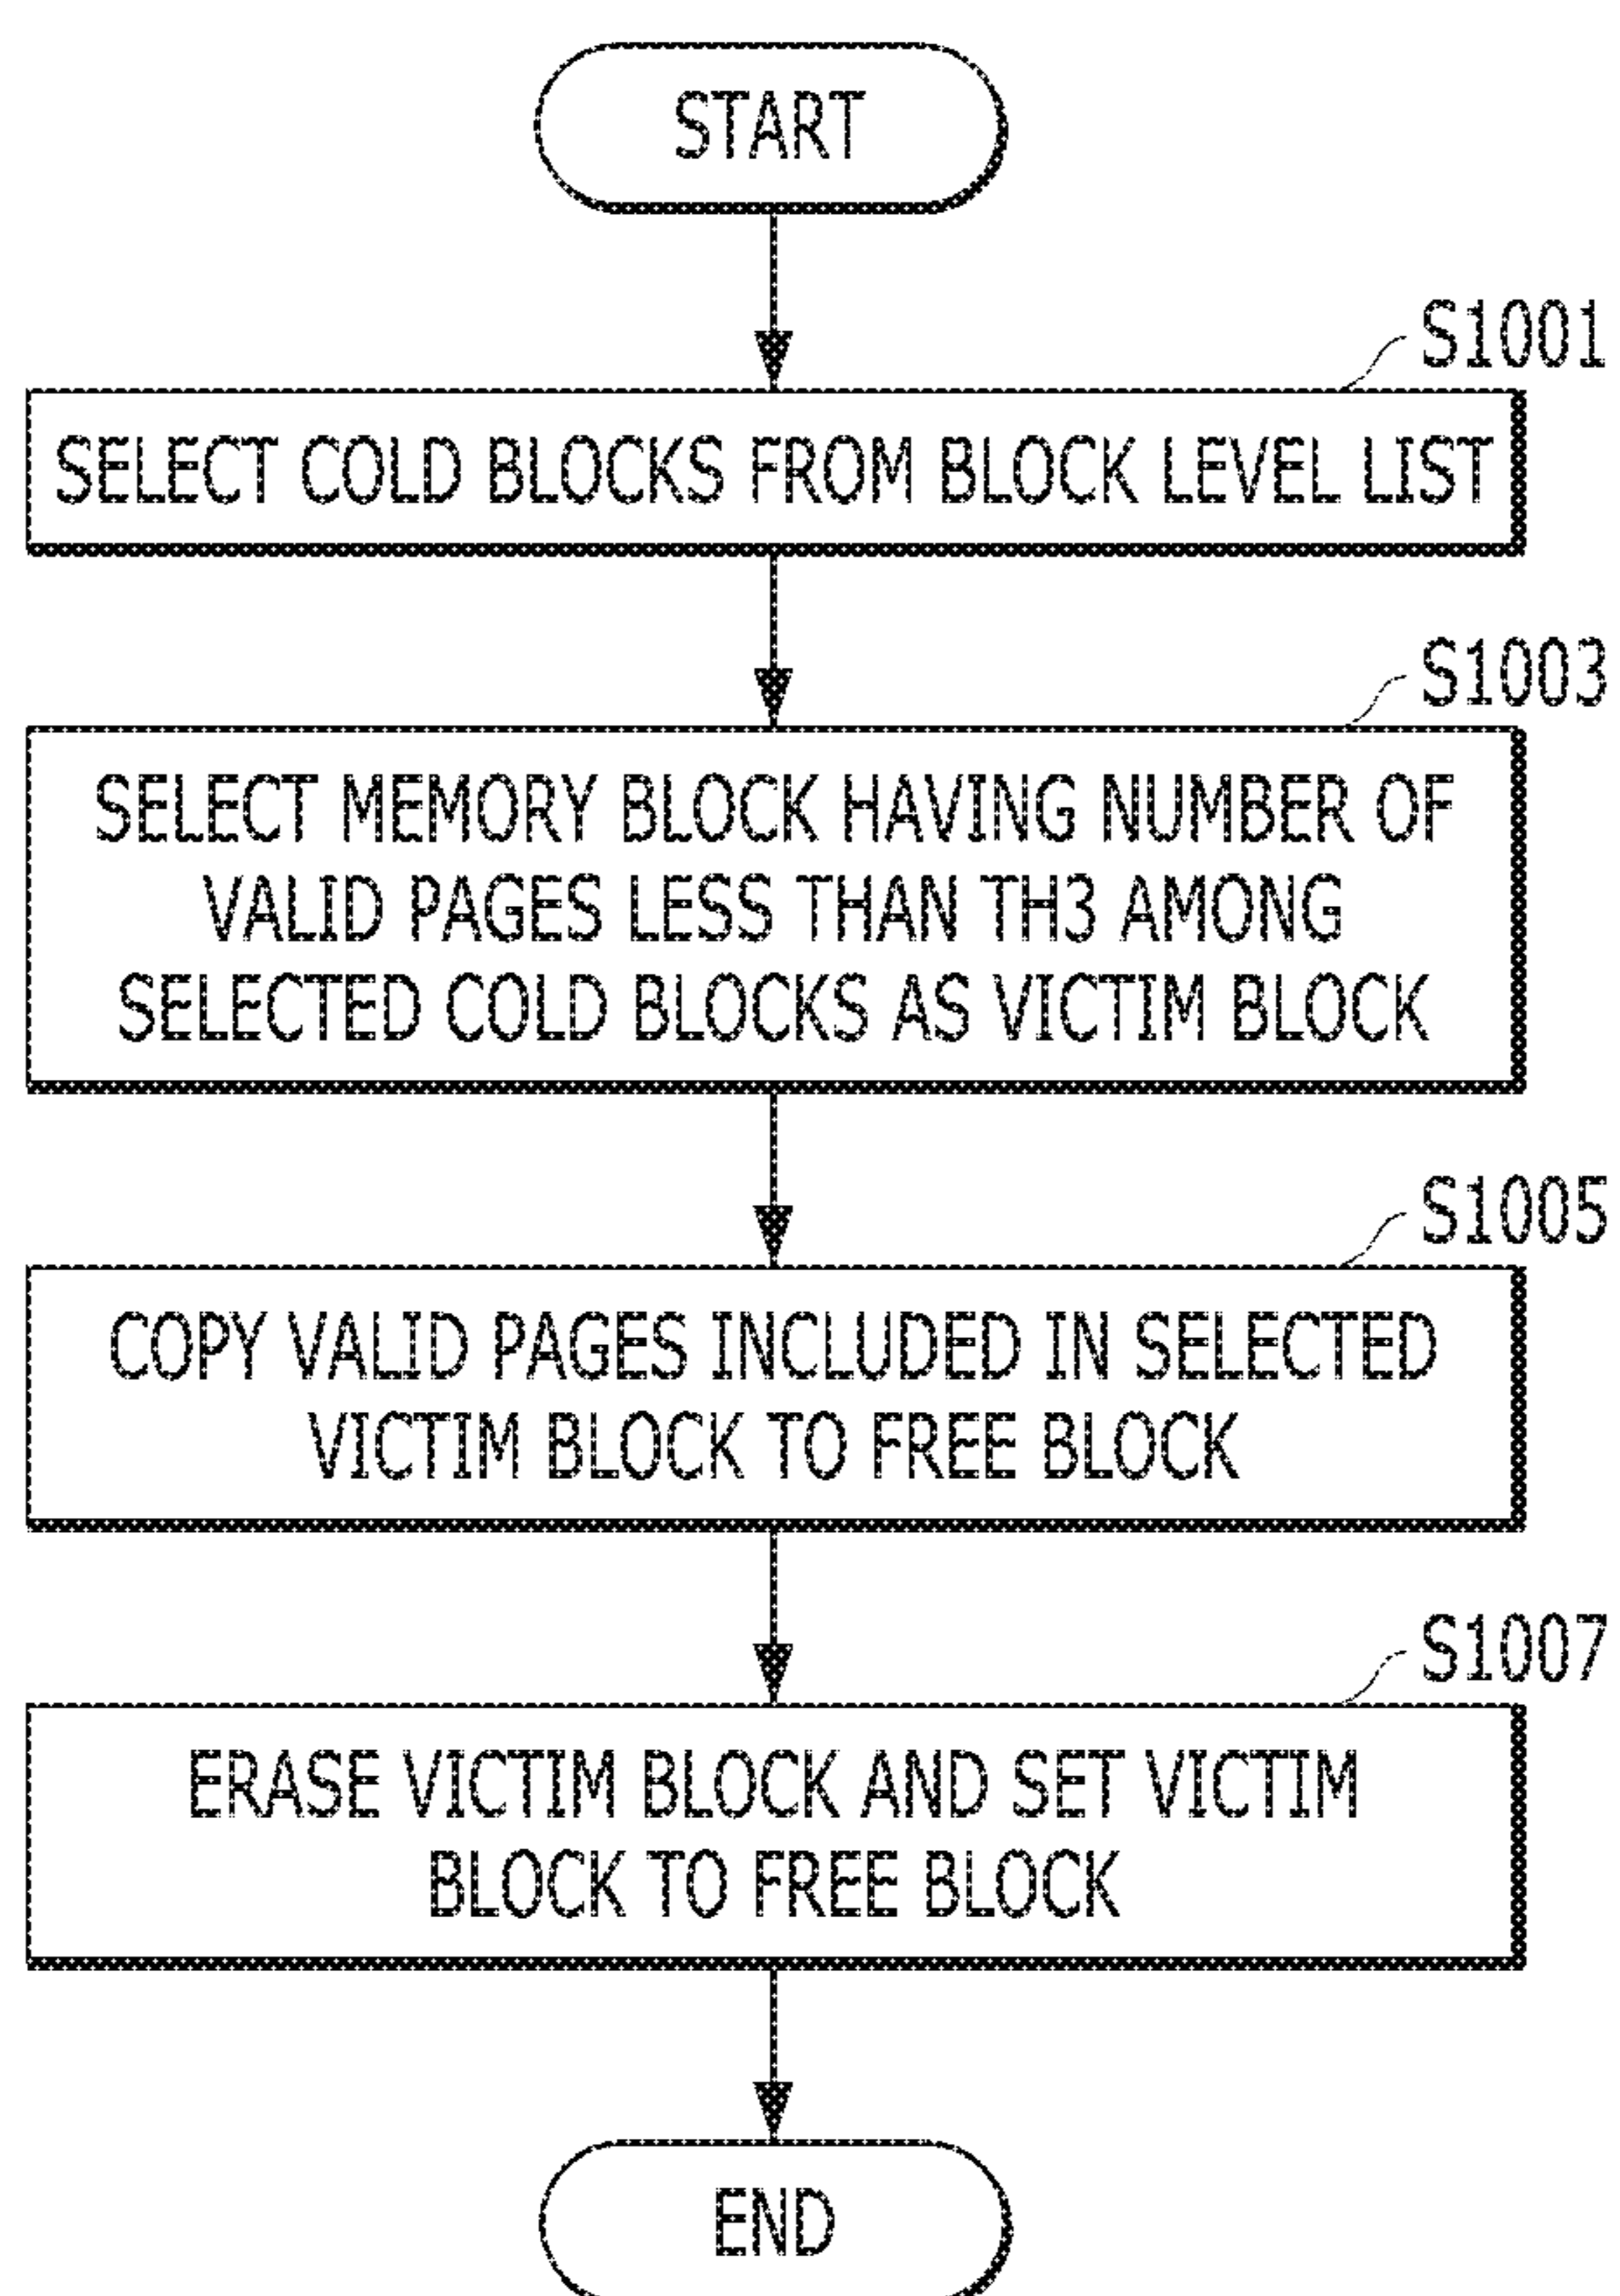 START
S1001
SELECT COLD BLOCKS FROM BLOCK LEVEL LIST
S1003
SELECT MEMORY BLOCK HAVING NUMBER OF
VALID PAGES LESS THAN TH3 AMONG
SELECTED COLD BLOCKS AS VICTIM BLOCK
S1005
COPY VALID PAGES INCLUDED IN SELECTED
VICTIM BLOCK TO FREE BLOCK
S1007
ERASE VICTIM BLOCK AND SET VICTIM
BLOCK TO FREE BLOCK
END